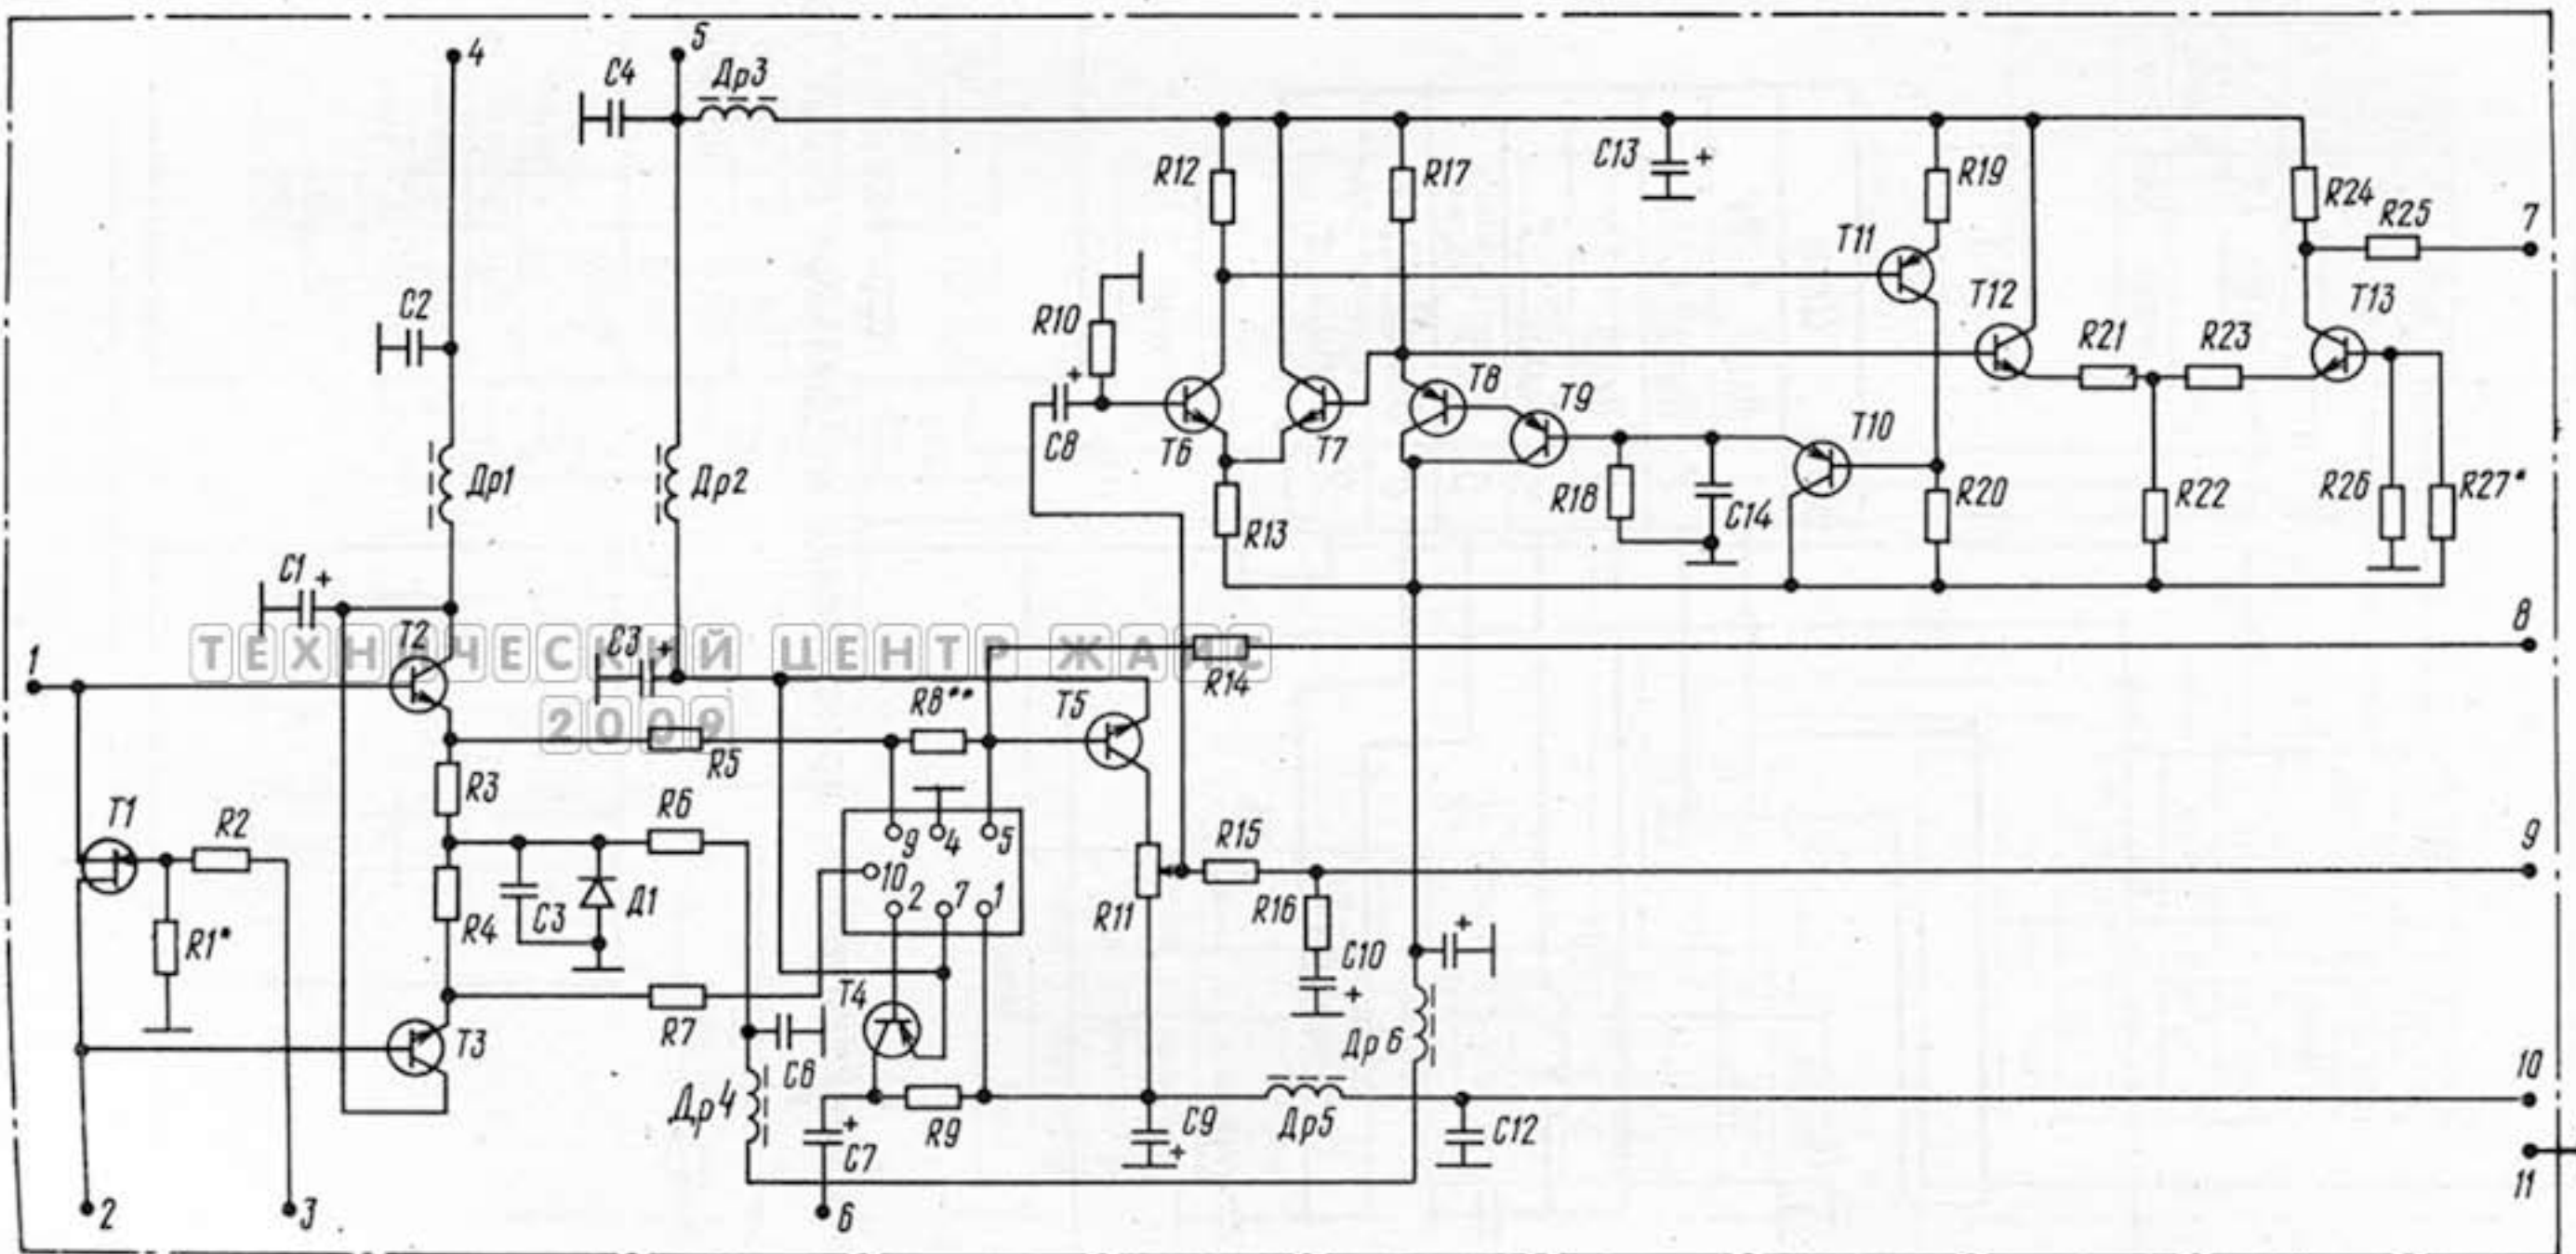 4
5
C4
Др3
R12
R17
C13
+
R19
R24
R25
7
T11
T13
C2
R10
T12
R21
R23
+
T8
T9
C8
T6
T7
T10
Др1
Др2
R18
C14
R20
R22
R26
R27*
R13
C1
+
ТЕХНИЧЕСКИЙ ЦЕНТР ЖАИС
2009
1
T2
C3
+
8
R8**
T5
R14
R5
R3
T1
R2
R6
9
4
5
R15
9
10
2
7
1
R1*
R4
C3
Д1
R11
R16
C10
+
+
T4
T3
R7
C6
Др6
10
Др4
+
C7
R9
C9
+
Др5
C12
11
2
3
6